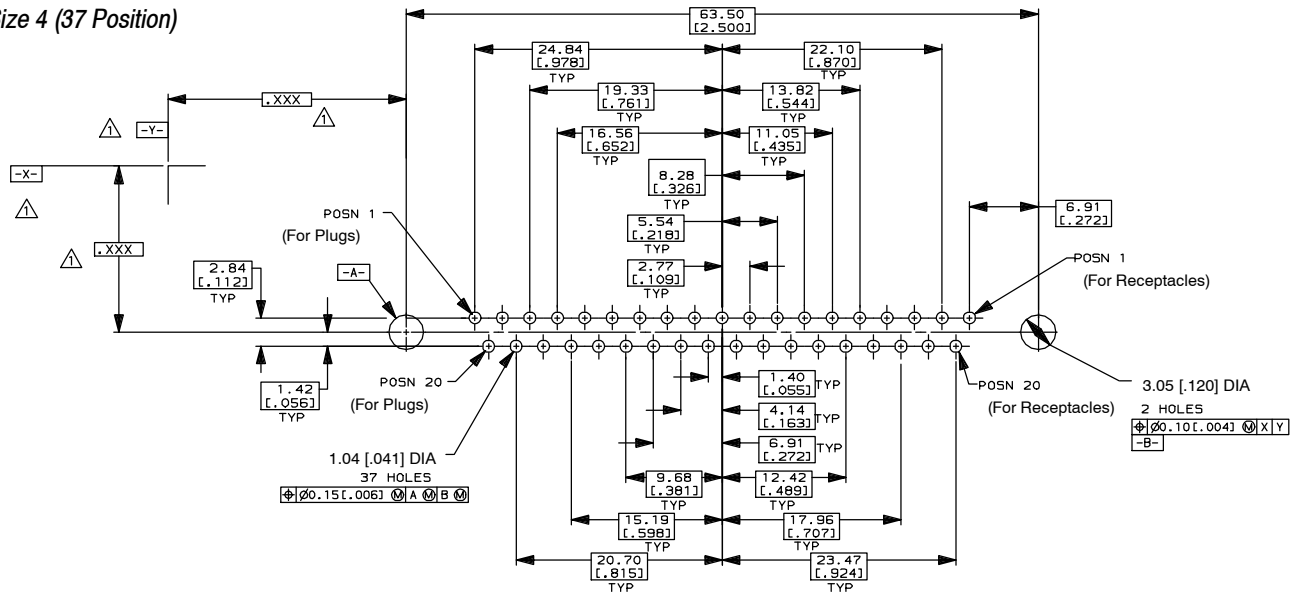 ize 4 (37 Position)
63.50
[2.500]
24.84
[.978]
TYP
22.10
[.870]
TYP
.XXX
1
19.33
[.761]
TYP
13.82
[.544]
TYP
1
-Y-
16.56
[.652]
TYP
11.05
[.435]
TYP
-X-
1
8.28
[.326]
TYP
6.91
[.272]
POSN 1
(For Plugs)
5.54
[.218]
TYP
1
.XXX
POSN 1
(For Receptacles)
2.84
[.112]
TYP
-A-
2.77
[.109]
TYP
1.42
[.056]
TYP
POSN 20
(For Plugs)
1.40
[.055]
TYP
POSN 20
(For Receptacles)
3.05 [.120] DIA
2 HOLES
⌖ Ø0.10[.004] Ⓜ X Y
-B-
4.14
[.163]
TYP
6.91
[.272]
TYP
1.04 [.041] DIA
37 HOLES
⌖ Ø0.15[.006] Ⓜ A Ⓜ B Ⓜ
9.68
[.381]
TYP
12.42
[.489]
TYP
15.19
[.598]
TYP
17.96
[.707]
TYP
20.70
[.815]
TYP
23.47
[.924]
TYP